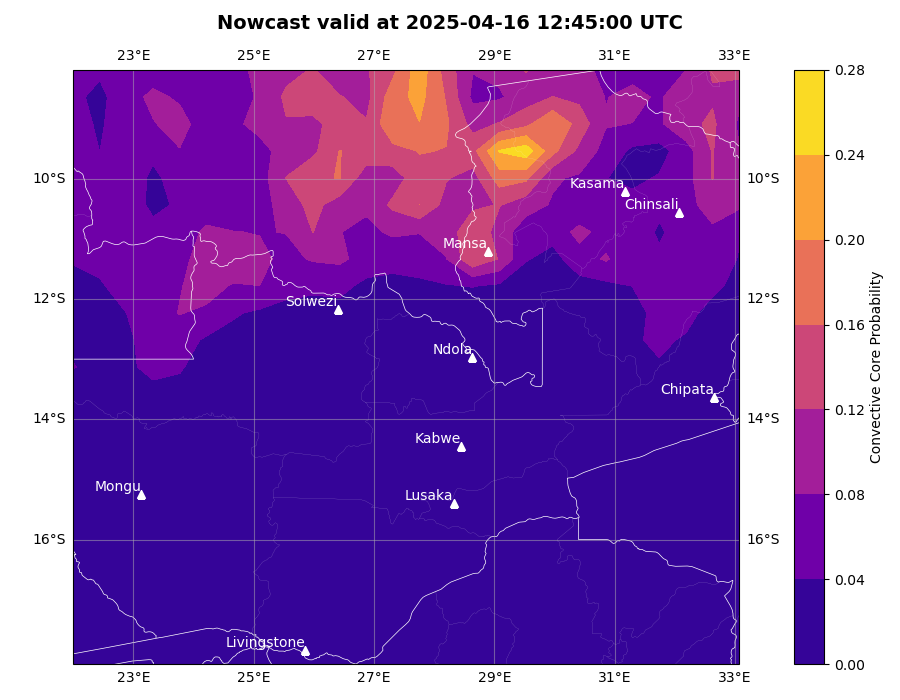 Nowcast valid at 2025-04-16 12:45:00 UTC
23°E 25°E 27°E 29°E 31°E 33°E
0.28
0.24
10°S Kasama 10°S
Chinsali
0.20
Mansa
12°S Solwezi 12°S
0.16
Ndola
Chipata
0.12
14°S 14°S
Kabwe
Mongu Lusaka
0.08
16°S 16°S
0.04
Livingstone
0.00
23°E 25°E 27°E 29°E 31°E 33°E
Convective Core Probability